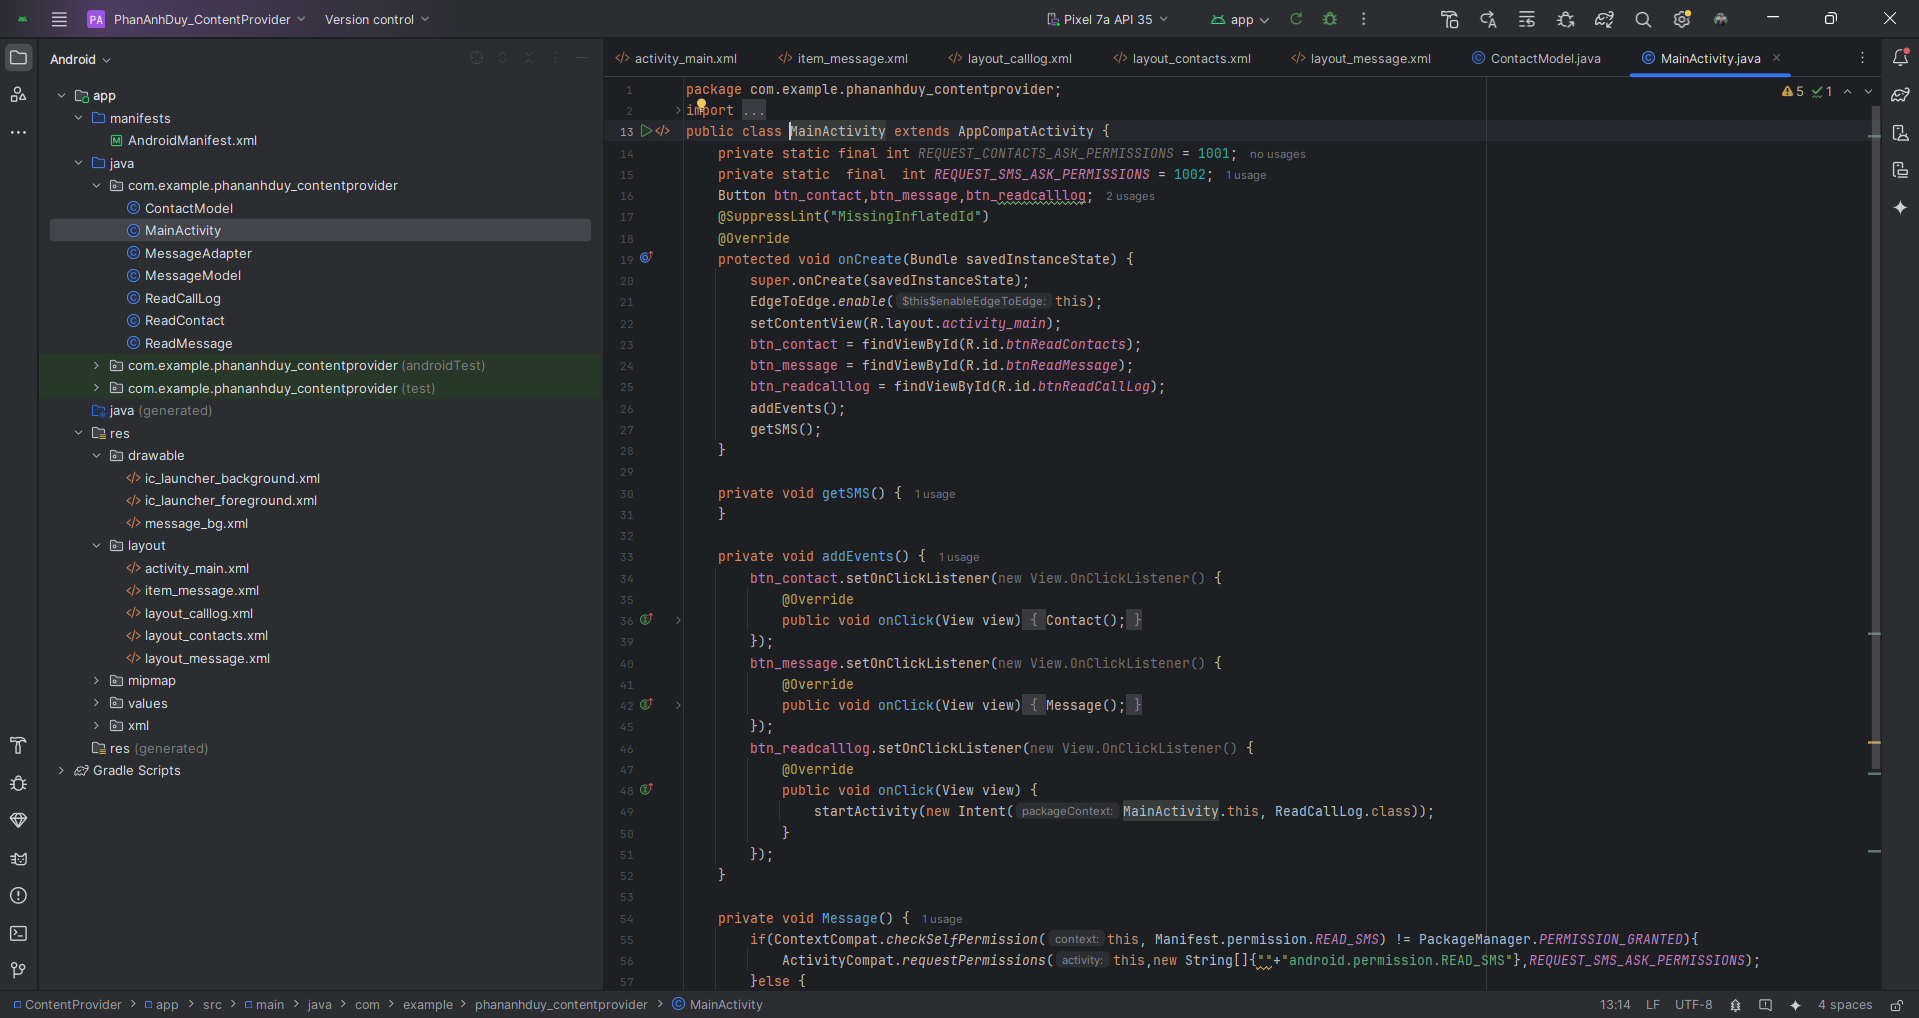 PA PhanAnhDuy_ContentProvider Version control Pixel 7a API 35 app
Android
activity_main.xml item_message.xml layout_calllog.xml layout_contacts.xml layout_message.xml ContactModel.java MainActivity.java
app
manifests
AndroidManifest.xml
java
com.example.phananhduy_contentprovider
ContactModel
MainActivity
MessageAdapter
MessageModel
ReadCallLog
ReadContact
ReadMessage
com.example.phananhduy_contentprovider (androidTest)
com.example.phananhduy_contentprovider (test)
java (generated)
res
drawable
ic_launcher_background.xml
ic_launcher_foreground.xml
message_bg.xml
layout
activity_main.xml
item_message.xml
layout_calllog.xml
layout_contacts.xml
layout_message.xml
mipmap
values
xml
res (generated)
Gradle Scripts
5 1
1 package com.example.phananhduy_contentprovider;
2 import ...
13 public class MainActivity extends AppCompatActivity {
14 private static final int REQUEST_CONTACTS_ASK_PERMISSIONS = 1001; no usages
15 private static final int REQUEST_SMS_ASK_PERMISSIONS = 1002; 1 usage
16 Button btn_contact,btn_message,btn_readcalllog; 2 usages
17 @SuppressLint("MissingInflatedId")
18 @Override
19 protected void onCreate(Bundle savedInstanceState) {
20 super.onCreate(savedInstanceState);
21 EdgeToEdge.enable( $this$enableEdgeToEdge: this);
22 setContentView(R.layout.activity_main);
23 btn_contact = findViewById(R.id.btnReadContacts);
24 btn_message = findViewById(R.id.btnReadMessage);
25 btn_readcalllog = findViewById(R.id.btnReadCallLog);
26 addEvents();
27 getSMS();
28 }
29
30 private void getSMS() { 1 usage
31 }
32
33 private void addEvents() { 1 usage
34 btn_contact.setOnClickListener(new View.OnClickListener() {
35 @Override
36 public void onClick(View view) { Contact(); }
39 });
40 btn_message.setOnClickListener(new View.OnClickListener() {
41 @Override
42 public void onClick(View view) { Message(); }
45 });
46 btn_readcalllog.setOnClickListener(new View.OnClickListener() {
47 @Override
48 public void onClick(View view) {
49 startActivity(new Intent( packageContext: MainActivity.this, ReadCallLog.class));
50 }
51 });
52 }
53
54 private void Message() { 1 usage
55 if(ContextCompat.checkSelfPermission( context: this, Manifest.permission.READ_SMS) != PackageManager.PERMISSION_GRANTED){
56 ActivityCompat.requestPermissions( activity: this,new String[]{""+"android.permission.READ_SMS"},REQUEST_SMS_ASK_PERMISSIONS);
57 }else {
ContentProvider > app > src > main > java > com > example > phananhduy_contentprovider > MainActivity 13:14 LF UTF-8 4 spaces